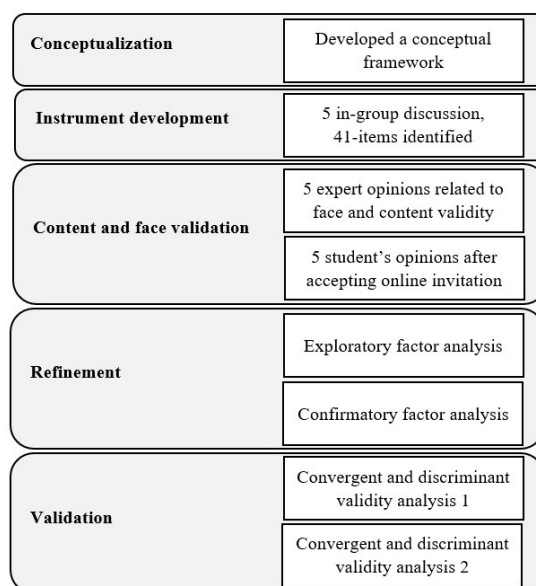 Conceptualization
Developed a conceptual
framework
Instrument development
5 in-group discussion,
41-items identified
Content and face validation
5 expert opinions related to
face and content validity
5 student’s opinions after
accepting online invitation
Refinement
Exploratory factor analysis
Confirmatory factor analysis
Validation
Convergent and discriminant
validity analysis 1
Convergent and discriminant
validity analysis 2